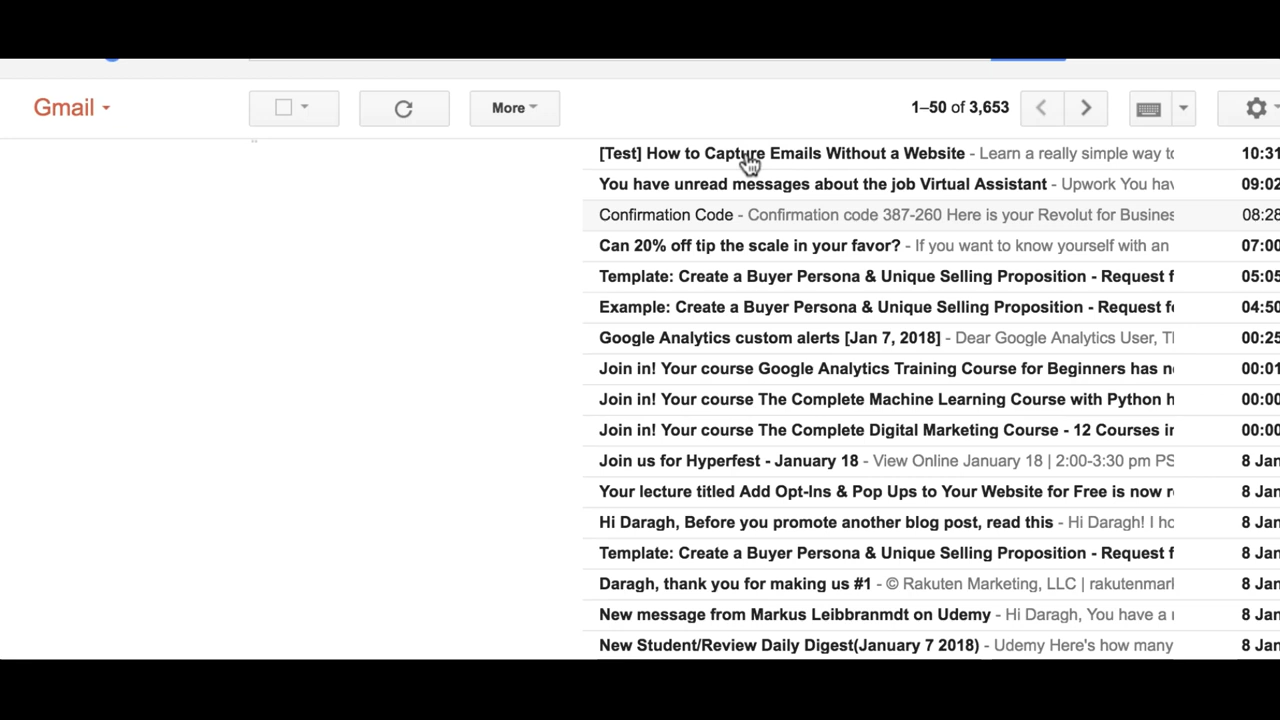 Gmail More 1–50 of 3,653
[Test] How to Capture Emails Without a Website - Learn a really simple way to 10:31
You have unread messages about the job Virtual Assistant - Upwork You hav 09:02
Confirmation Code - Confirmation code 387-260 Here is your Revolut for Busines 08:28
Can 20% off tip the scale in your favor? - If you want to know yourself with an 07:00
Template: Create a Buyer Persona & Unique Selling Proposition - Request f 05:05
Example: Create a Buyer Persona & Unique Selling Proposition - Request fo 04:50
Google Analytics custom alerts [Jan 7, 2018] - Dear Google Analytics User, Tl 00:25
Join in! Your course Google Analytics Training Course for Beginners has n 00:01
Join in! Your course The Complete Machine Learning Course with Python h 00:00
Join in! Your course The Complete Digital Marketing Course - 12 Courses in 00:00
Join us for Hyperfest - January 18 - View Online January 18 | 2:00-3:30 pm PS 8 Jan
Your lecture titled Add Opt-Ins & Pop Ups to Your Website for Free is now r 8 Jan
Hi Daragh, Before you promote another blog post, read this - Hi Daragh! I ho 8 Jan
Template: Create a Buyer Persona & Unique Selling Proposition - Request f 8 Jan
Daragh, thank you for making us #1 - © Rakuten Marketing, LLC | rakutenmarl 8 Jan
New message from Markus Leibbranmdt on Udemy - Hi Daragh, You have a 8 Jan
New Student/Review Daily Digest(January 7 2018) - Udemy Here's how many 8 Jan